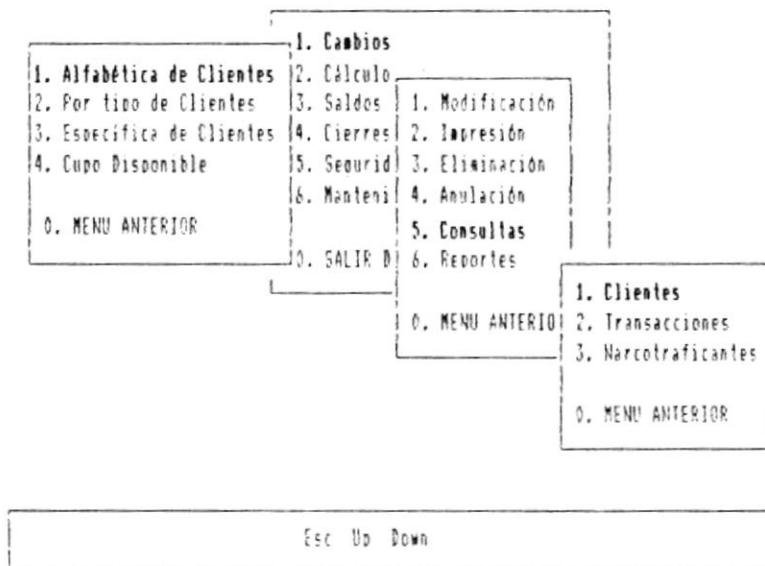 1. Cambios
2. Cálculo
3. Saldos
4. Cierres
5. Segurid
6. Manteni
0. SALIR D
1. Alfabética de Clientes
2. Por tipo de Clientes
3. Específica de Clientes
4. Cupo Disponible
0. MENU ANTERIOR
1. Modificación
2. Impresión
3. Eliminación
4. Anulación
5. Consultas
6. Reportes
0. MENU ANTERIO
1. Clientes
2. Transacciones
3. Narcotraficantes
0. MENU ANTERIOR
Esc Up Down